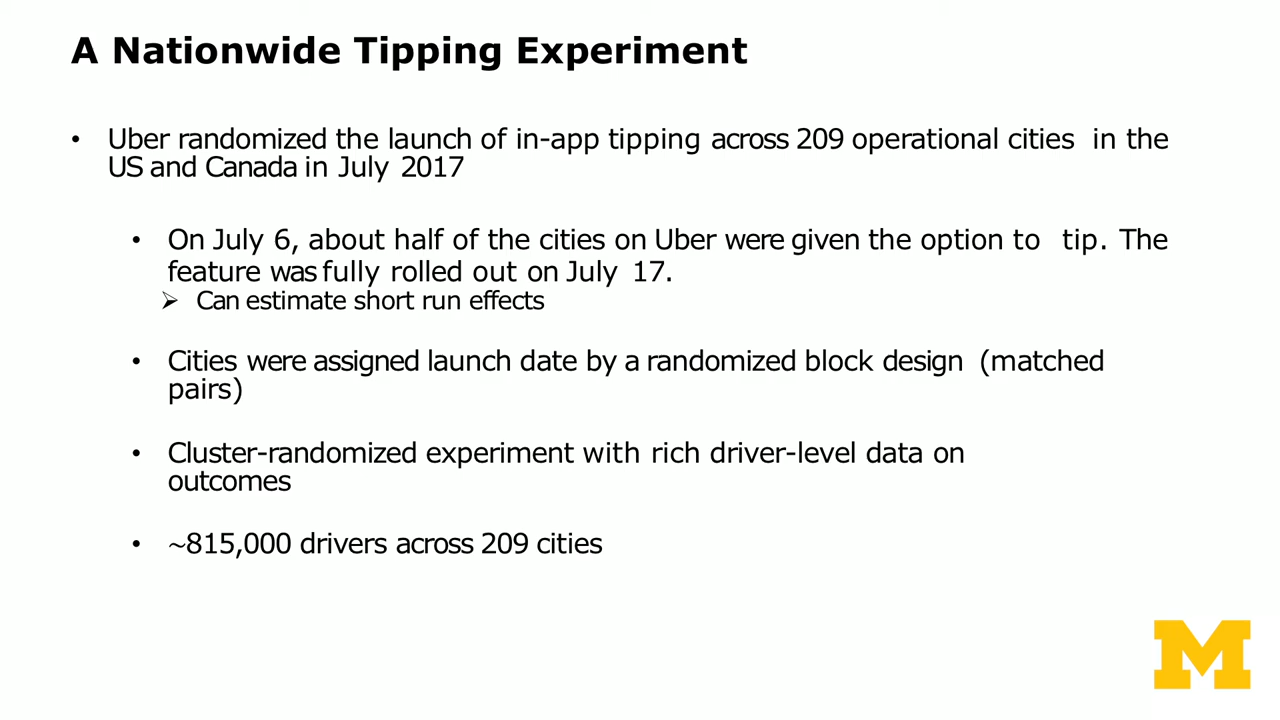 A Nationwide Tipping Experiment
• Uber randomized the launch of in-app tipping across 209 operational cities in the
US and Canada in July 2017
• On July 6, about half of the cities on Uber were given the option to tip. The
feature was fully rolled out on July 17.
➢ Can estimate short run effects
• Cities were assigned launch date by a randomized block design (matched
pairs)
• Cluster-randomized experiment with rich driver-level data on
outcomes
• ~815,000 drivers across 209 cities
M